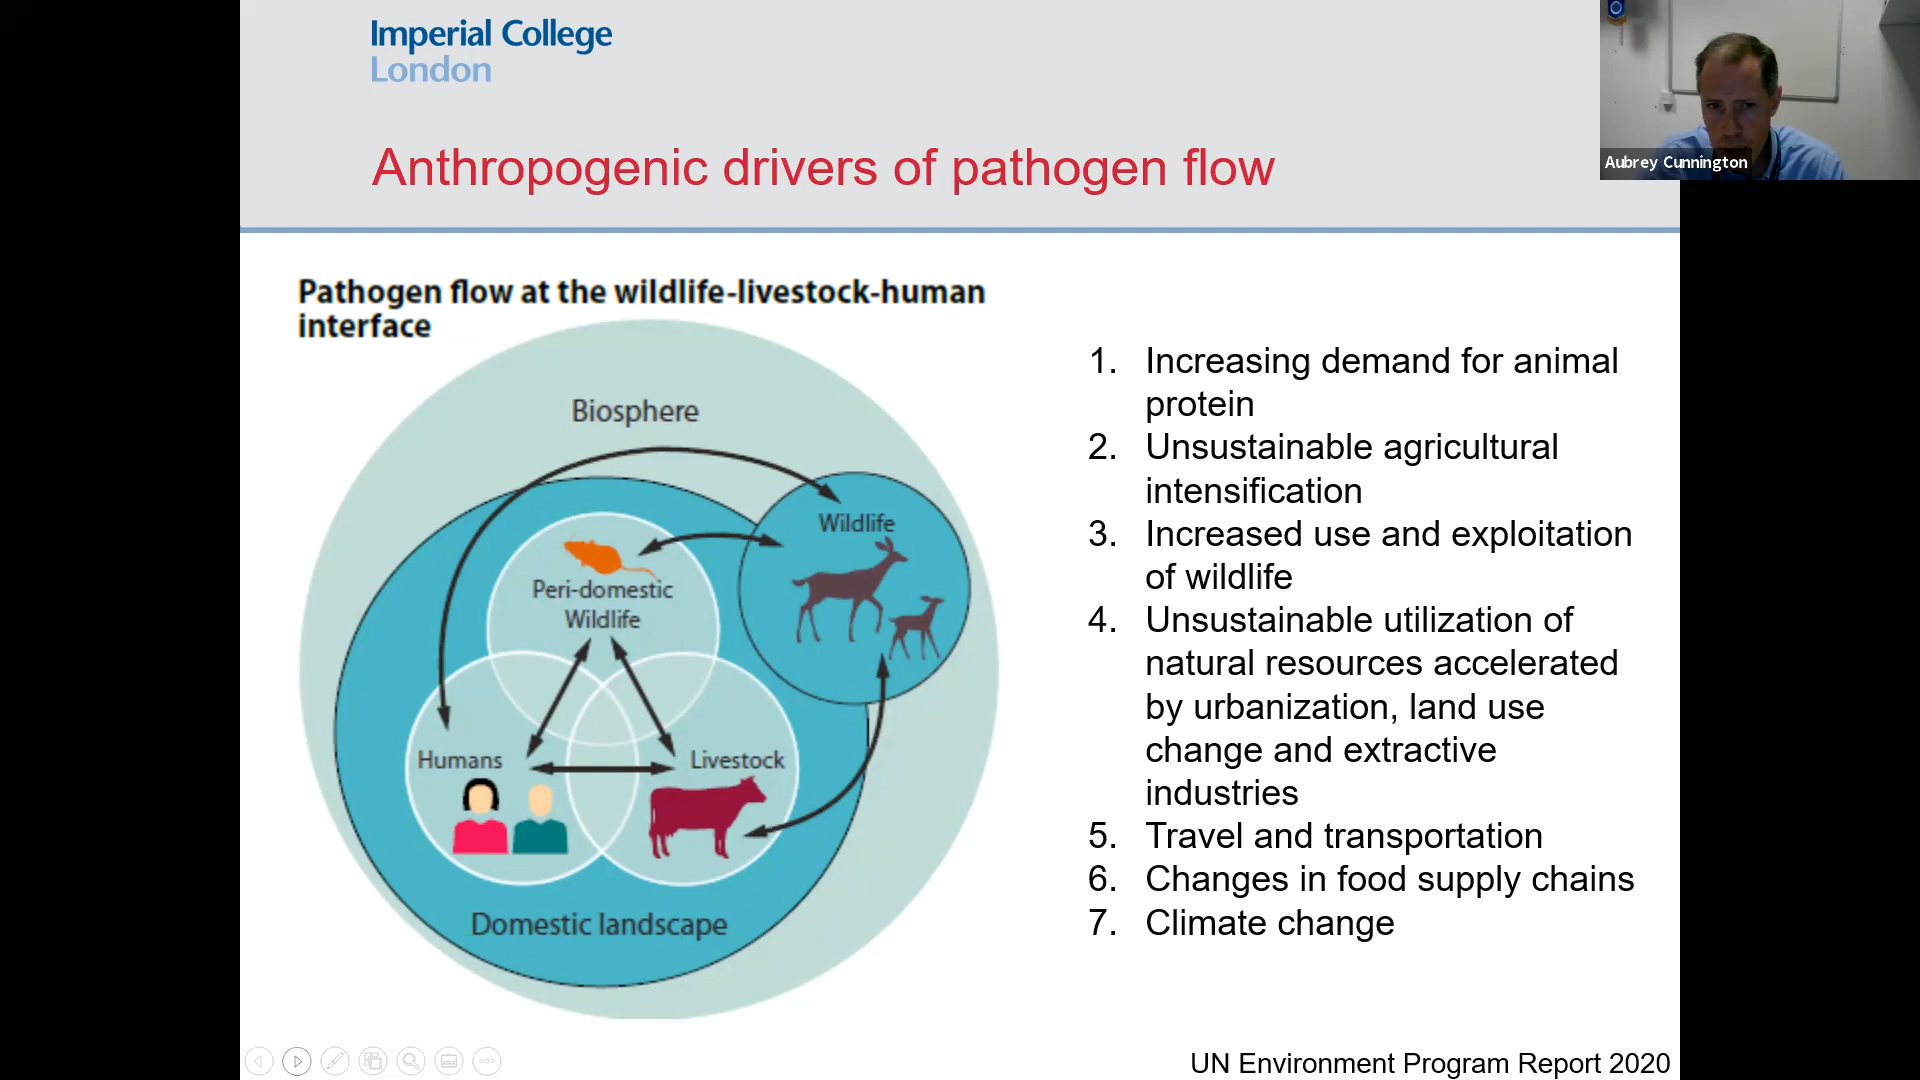 Imperial College
London
Aubrey Cunnington
Anthropogenic drivers of pathogen flow
Pathogen flow at the wildlife-livestock-human
interface
Biosphere
Wildlife
Peri-domestic
Wildlife
Humans
Livestock
Domestic landscape
1. Increasing demand for animal
protein
2. Unsustainable agricultural
intensification
3. Increased use and exploitation
of wildlife
4. Unsustainable utilization of
natural resources accelerated
by urbanization, land use
change and extractive
industries
5. Travel and transportation
6. Changes in food supply chains
7. Climate change
UN Environment Program Report 2020